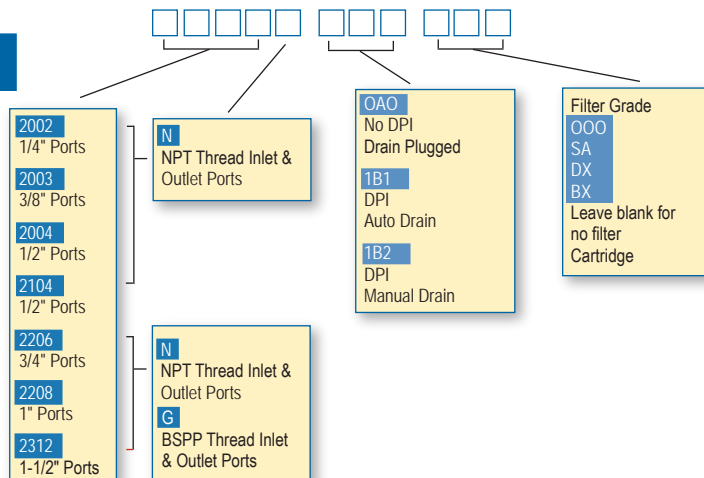 2002
1/4" Ports
2003
3/8" Ports
2004
1/2" Ports
2104
1/2" Ports
2206
3/4" Ports
2208
1" Ports
2312
1-1/2" Ports
N
NPT Thread Inlet &
Outlet Ports
N
NPT Thread Inlet &
Outlet Ports
G
BSPP Thread Inlet
& Outlet Ports
OAO
No DPI
Drain Plugged
1B1
DPI
Auto Drain
1B2
DPI
Manual Drain
Filter Grade
OOO
SA
DX
BX
Leave blank for
no filter
Cartridge